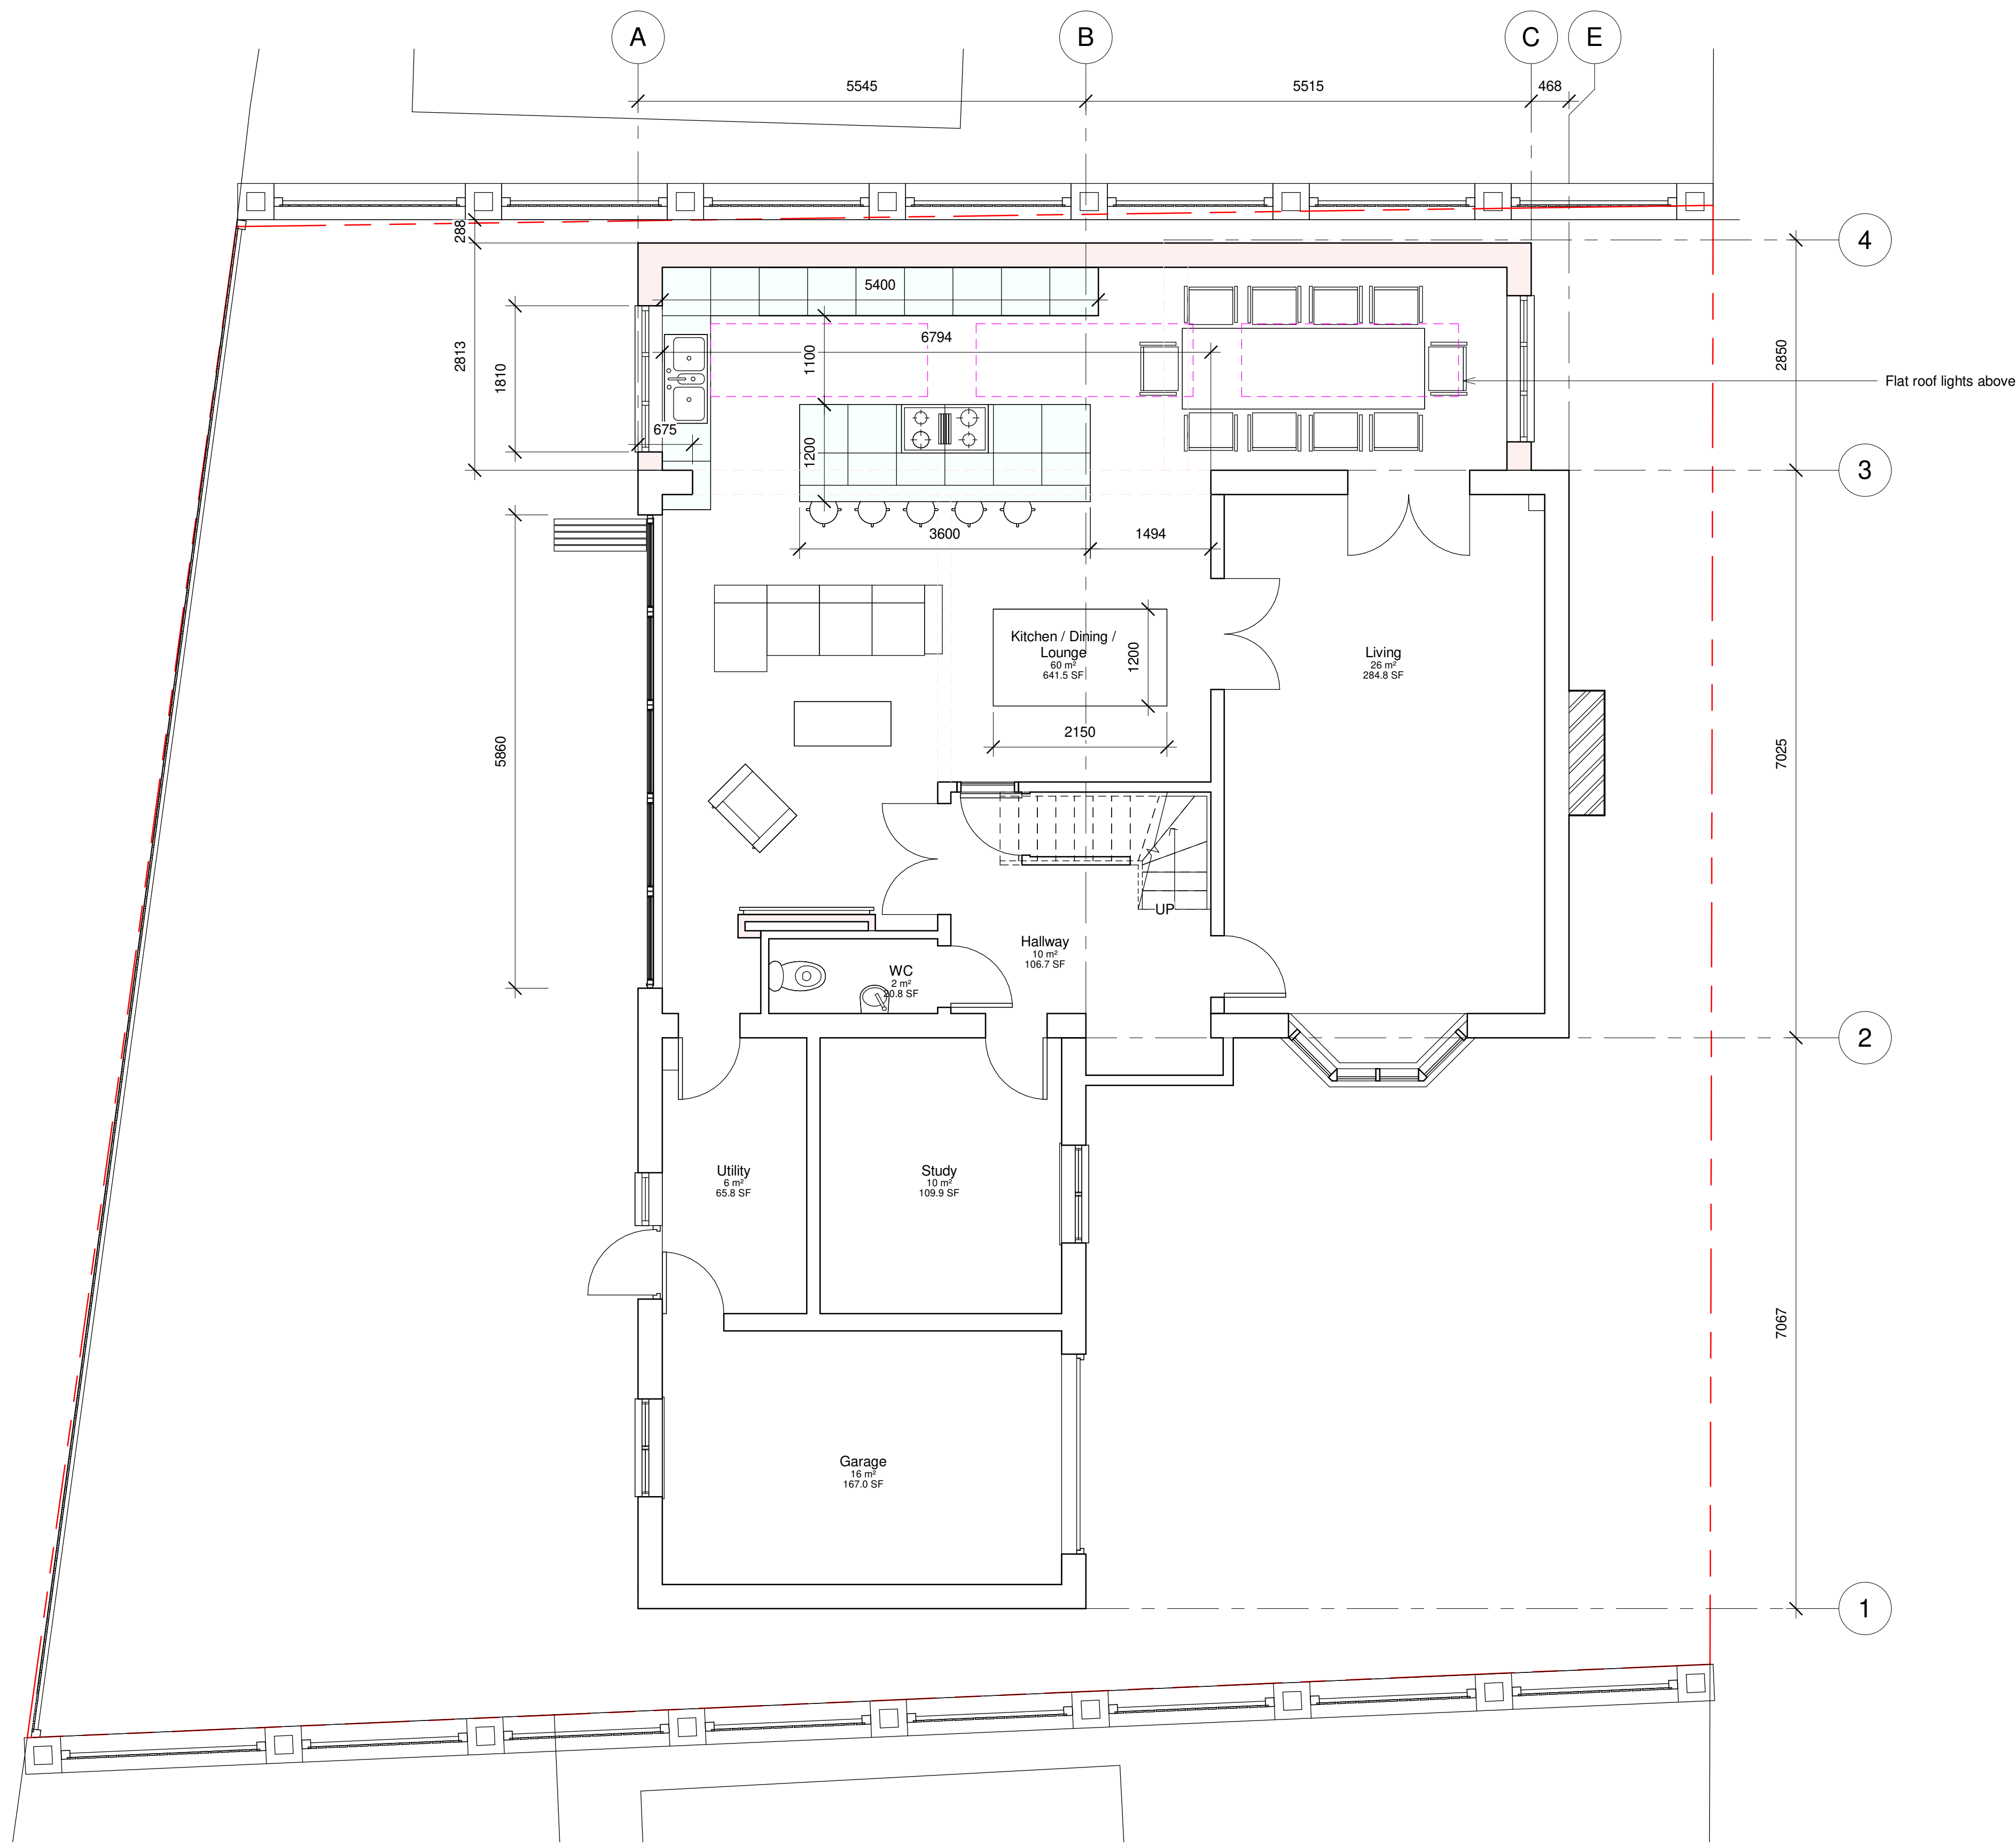 A
B
C
E
5545
5515
468
288
4
5400
6794
2813
1810
1100
2850
Flat roof lights above
675
1200
3
3600
1494
Kitchen / Dining /
Lounge
60 m²
641.5 SF
1200
Living
26 m²
284.8 SF
2150
5860
7025
UP
Hallway
10 m²
106.7 SF
WC
2 m²
20.8 SF
2
Utility
6 m²
65.8 SF
Study
10 m²
109.9 SF
7067
Garage
16 m²
167.0 SF
1